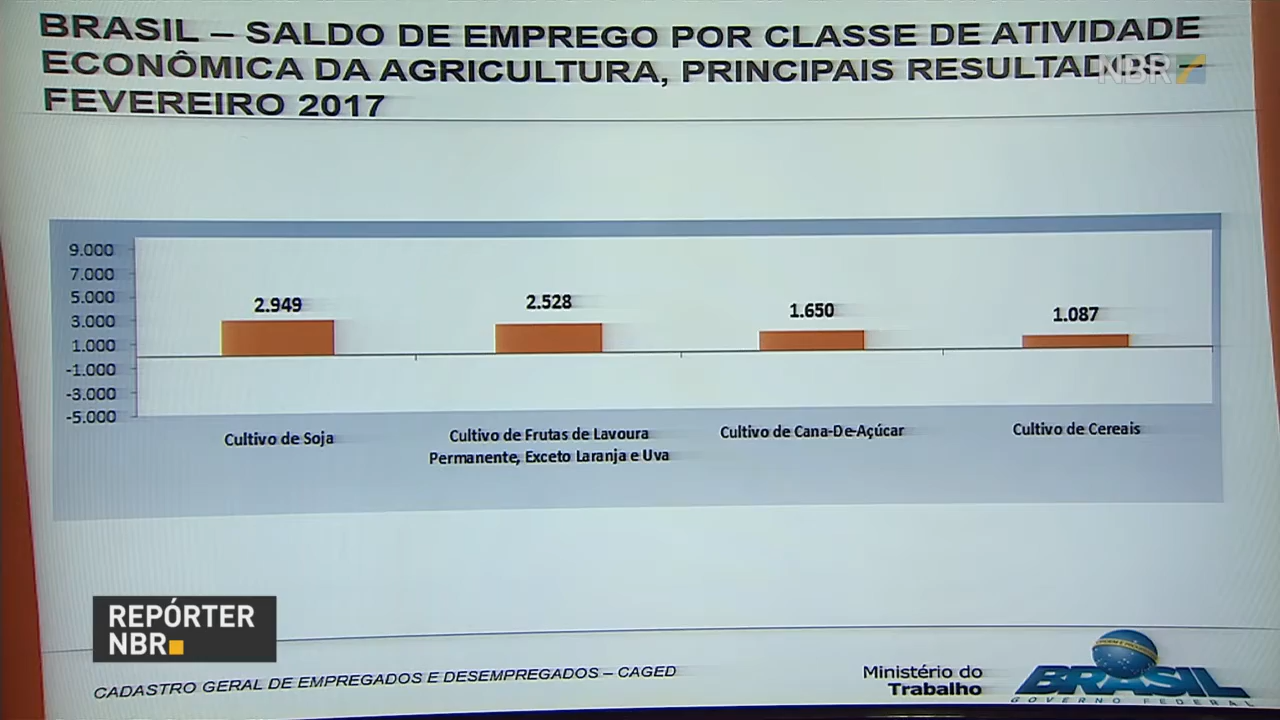 BRASIL – SALDO DE EMPREGO POR CLASSE DE ATIVIDADE
ECONÔMICA DA AGRICULTURA, PRINCIPAIS RESULTADOS –
FEVEREIRO 2017
NBR
9.000
7.000
5.000
3.000
1.000
-1.000
-3.000
-5.000
2.949
2.528
1.650
1.087
Cultivo de Soja
Cultivo de Frutas de Lavoura
Permanente, Exceto Laranja e Uva
Cultivo de Cana-De-Açúcar
Cultivo de Cereais
REPÓRTER
NBR
CADASTRO GERAL DE EMPREGADOS E DESEMPREGADOS – CAGED
Ministério do
Trabalho
BRASIL
GOVERNO FEDERAL